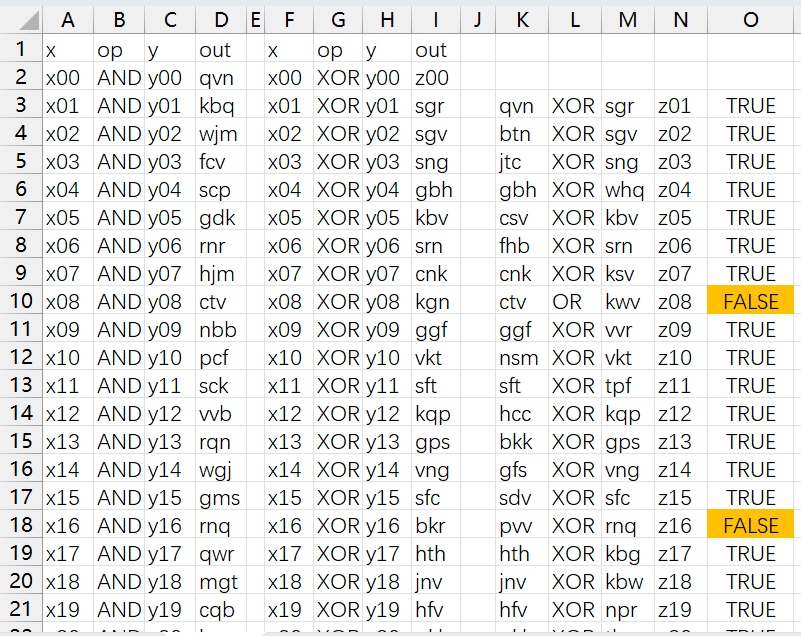 A B C D E F G H I J K L M N O
1 x op y out x op y out
2 x00 AND y00 qvn x00 XOR y00 z00
3 x01 AND y01 kbq x01 XOR y01 sgr qvn XOR sgr z01 TRUE
4 x02 AND y02 wjm x02 XOR y02 sgv btn XOR sgv z02 TRUE
5 x03 AND y03 fcv x03 XOR y03 sng jtc XOR sng z03 TRUE
6 x04 AND y04 scp x04 XOR y04 gbh gbh XOR whq z04 TRUE
7 x05 AND y05 gdk x05 XOR y05 kbv csv XOR kbv z05 TRUE
8 x06 AND y06 rnr x06 XOR y06 srn fhb XOR srn z06 TRUE
9 x07 AND y07 hjm x07 XOR y07 cnk cnk XOR ksv z07 TRUE
10 x08 AND y08 ctv x08 XOR y08 kgn ctv OR kwv z08 FALSE
11 x09 AND y09 nbb x09 XOR y09 ggf ggf XOR vvr z09 TRUE
12 x10 AND y10 pcf x10 XOR y10 vkt nsm XOR vkt z10 TRUE
13 x11 AND y11 sck x11 XOR y11 sft sft XOR tpf z11 TRUE
14 x12 AND y12 vvb x12 XOR y12 kqp hcc XOR kqp z12 TRUE
15 x13 AND y13 rqn x13 XOR y13 gps bkk XOR gps z13 TRUE
16 x14 AND y14 wgj x14 XOR y14 vng gfs XOR vng z14 TRUE
17 x15 AND y15 gms x15 XOR y15 sfc sdv XOR sfc z15 TRUE
18 x16 AND y16 rnq x16 XOR y16 bkr pvv XOR rnq z16 FALSE
19 x17 AND y17 qwr x17 XOR y17 hth hth XOR kbg z17 TRUE
20 x18 AND y18 mgt x18 XOR y18 jnv jnv XOR kbw z18 TRUE
21 x19 AND y19 cqb x19 XOR y19 hfv hfv XOR npr z19 TRUE